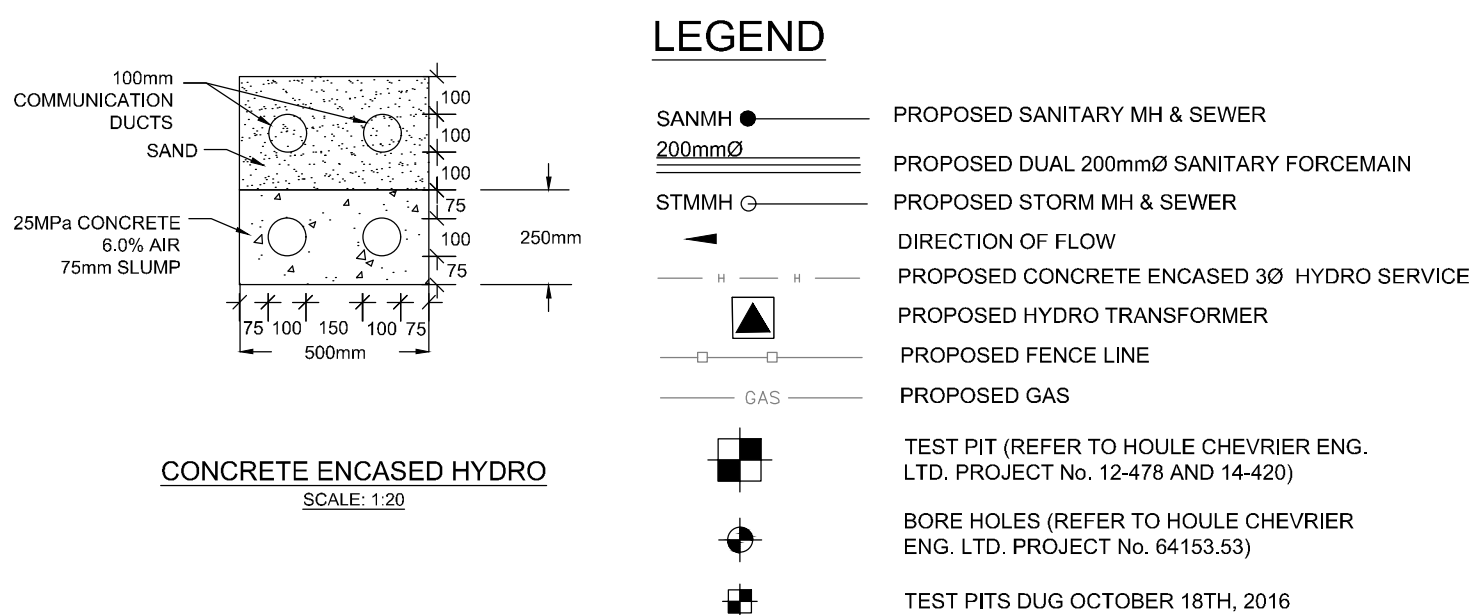 100mm
COMMUNICATION
DUCTS
SAND
25MPa CONCRETE
6.0% AIR
75mm SLUMP
100
100
100
75
100
75
250mm
75 100 150 100 75
500mm
CONCRETE ENCASED HYDRO
SCALE: 1:20
LEGEND
SANMH PROPOSED SANITARY MH & SEWER
200mmØ PROPOSED DUAL 200mmØ SANITARY FORCEMAIN
STMMH PROPOSED STORM MH & SEWER
DIRECTION OF FLOW
H H PROPOSED CONCRETE ENCASED 3Ø HYDRO SERVICE
PROPOSED HYDRO TRANSFORMER
PROPOSED FENCE LINE
GAS PROPOSED GAS
TEST PIT (REFER TO HOULE CHEVRIER ENG.
LTD. PROJECT No. 12-478 AND 14-420)
BORE HOLES (REFER TO HOULE CHEVRIER
ENG. LTD. PROJECT No. 64153.53)
TEST PITS DUG OCTOBER 18TH, 2016